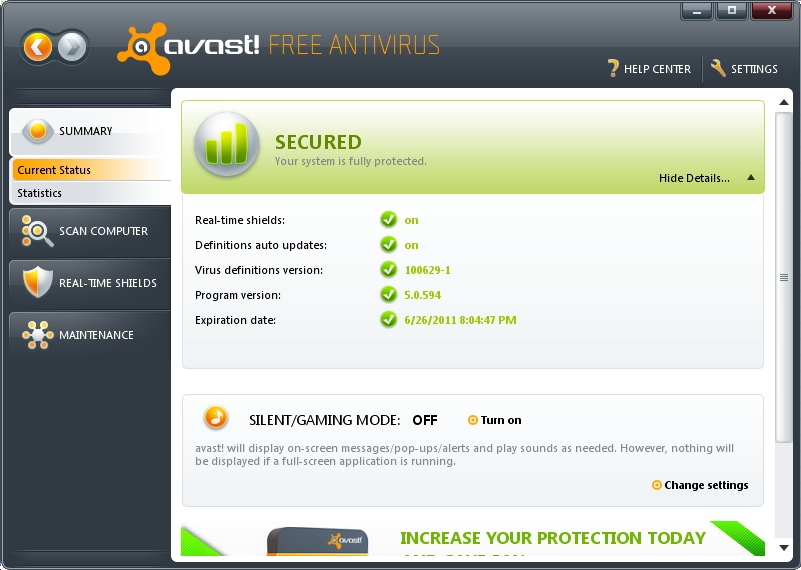 avast! FREE ANTIVIRUS
HELP CENTER
SETTINGS
SUMMARY
Current Status
Statistics
SCAN COMPUTER
REAL-TIME SHIELDS
MAINTENANCE
SECURED
Your system is fully protected.
Hide Details...
Real-time shields: on
Definitions auto updates: on
Virus definitions version: 100629-1
Program version: 5.0.594
Expiration date: 6/26/2011 8:04:47 PM
SILENT/GAMING MODE: OFF Turn on
avast! will display on-screen messages/pop-ups/alerts and play sounds as needed. However, nothing will
be displayed if a full-screen application is running.
Change settings
avast!
INCREASE YOUR PROTECTION TODAY